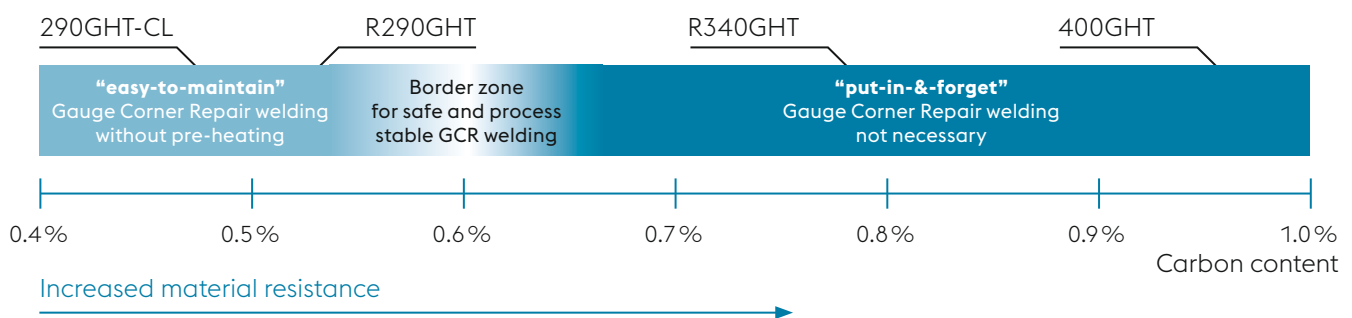 290GHT-CL R290GHT R340GHT 400GHT
“easy-to-maintain”
Gauge Corner Repair welding
without pre-heating
Border zone
for safe and process
stable GCR welding
“put-in-&-forget”
Gauge Corner Repair welding
not necessary
0.4% 0.5% 0.6% 0.7% 0.8% 0.9% 1.0%
Carbon content
Increased material resistance